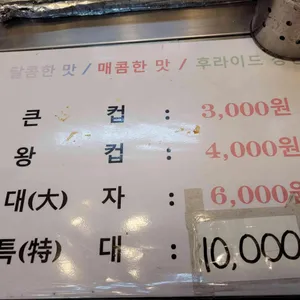 달콤한 맛 / 매콤한 맛 / 후라이드
큰 컵 : 3,000원
왕 컵 : 4,000원
대(大) 자 : 6,000원
특(特) 대 : 10,000